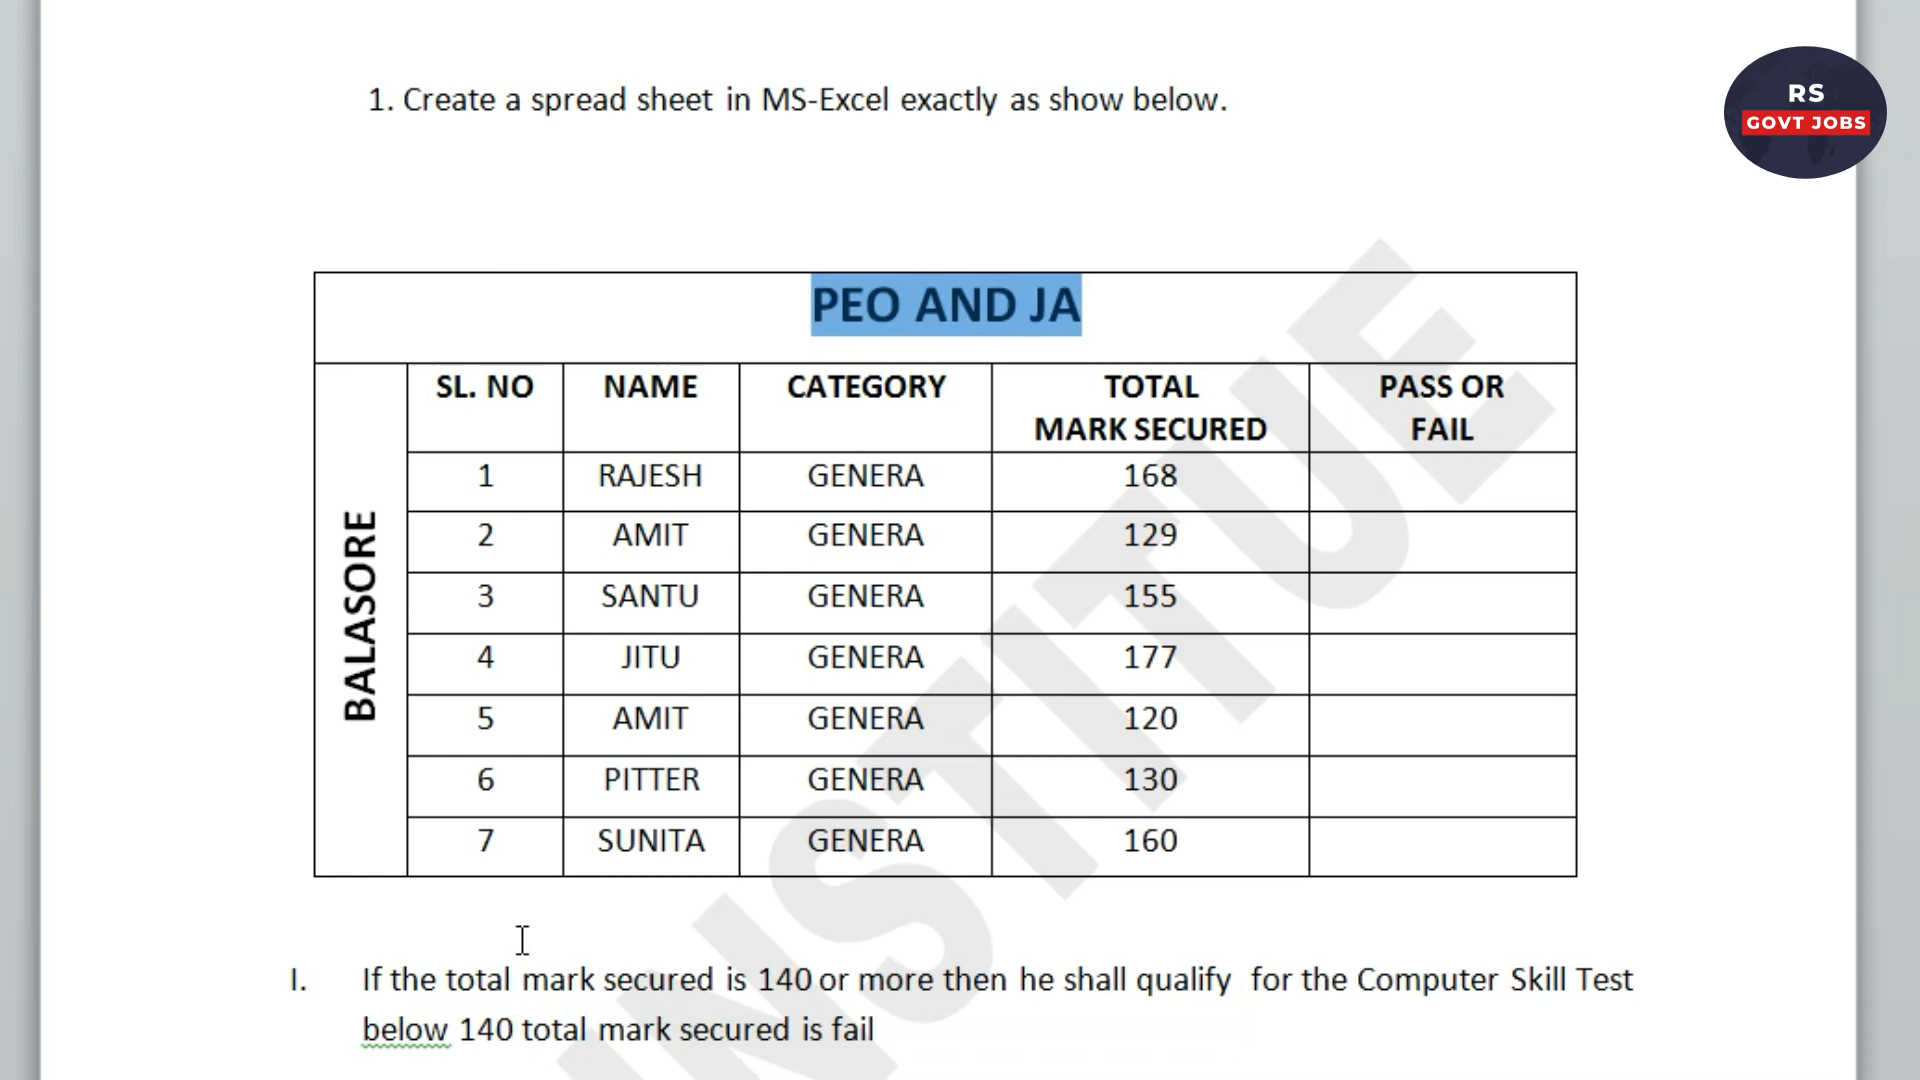 1. Create a spread sheet in MS-Excel exactly as show below.
RS
GOVT JOBS
PEO AND JA
BALASORE
SL. NO NAME CATEGORY TOTAL MARK SECURED PASS OR FAIL
1 RAJESH GENERA 168
2 AMIT GENERA 129
3 SANTU GENERA 155
4 JITU GENERA 177
5 AMIT GENERA 120
6 PITTER GENERA 130
7 SUNITA GENERA 160
I. If the total mark secured is 140 or more then he shall qualify for the Computer Skill Test
below 140 total mark secured is fail
INSTITUE